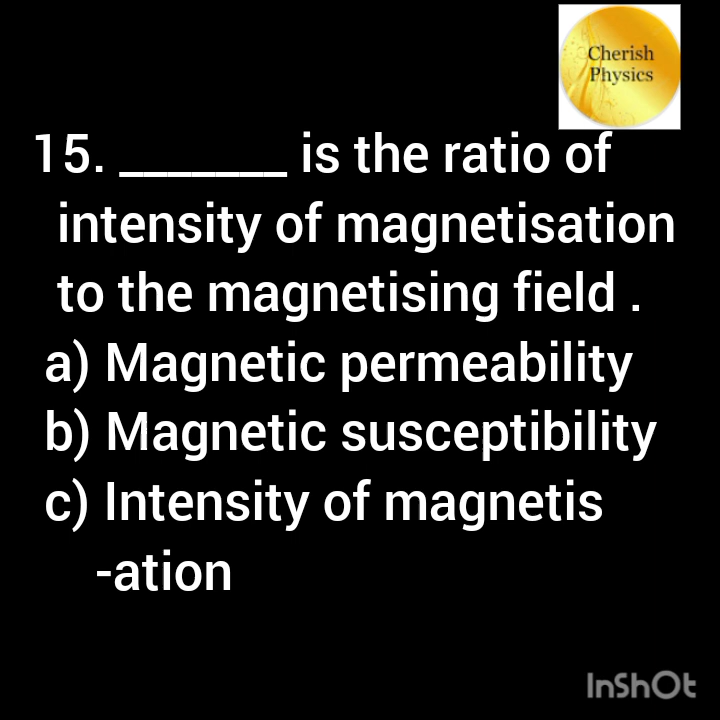 Cherish
Physics
15. _______ is the ratio of
intensity of magnetisation
to the magnetising field .
a) Magnetic permeability
b) Magnetic susceptibility
c) Intensity of magnetis
-ation
InShOt